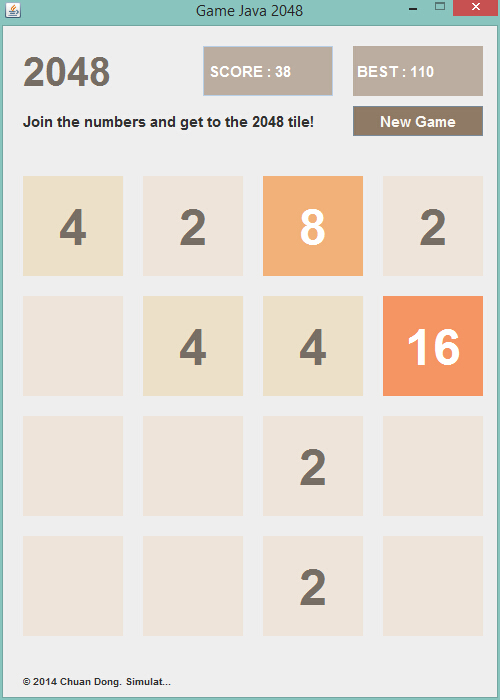 Game Java 2048
2048
SCORE : 38
BEST : 110
Join the numbers and get to the 2048 tile!
New Game
4 2 8 2
4 4 16
2
2
© 2014 Chuan Dong. Simulat...